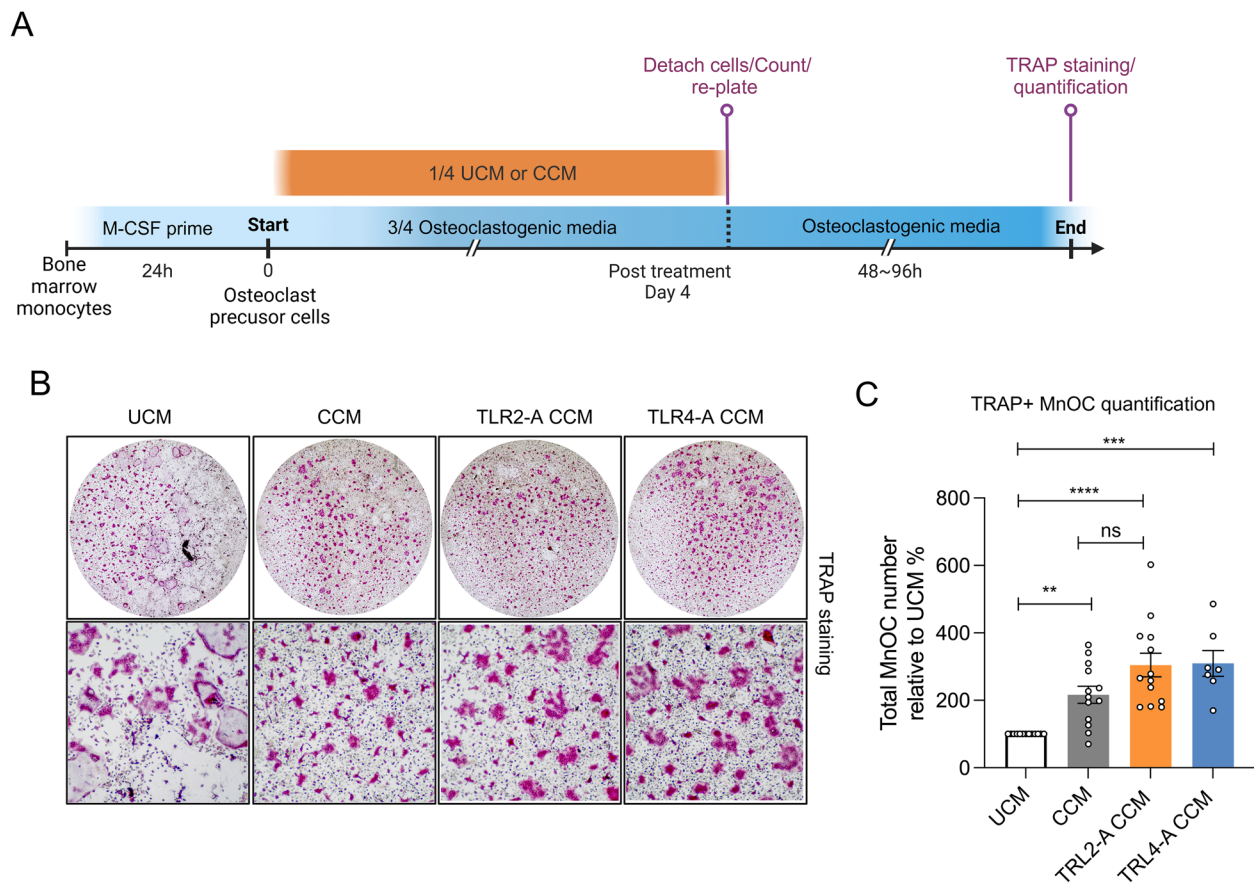 A
Detach cells/Count/
re-plate
TRAP staining/
quantification
1/4 UCM or CCM
M-CSF prime
Start
3/4 Osteoclastogenic media
Osteoclastogenic media
End
Bone
marrow
monocytes
24h
0
Osteoclast
precusor cells
Post treatment
Day 4
48~96h
B
UCM
CCM
TLR2-A CCM
TLR4-A CCM
TRAP staining
C
TRAP+ MnOC quantification
***
****
ns
**
Total MnOC number
relative to UCM %
800
600
400
200
0
UCM
CCM
TRL2-A CCM
TRL4-A CCM